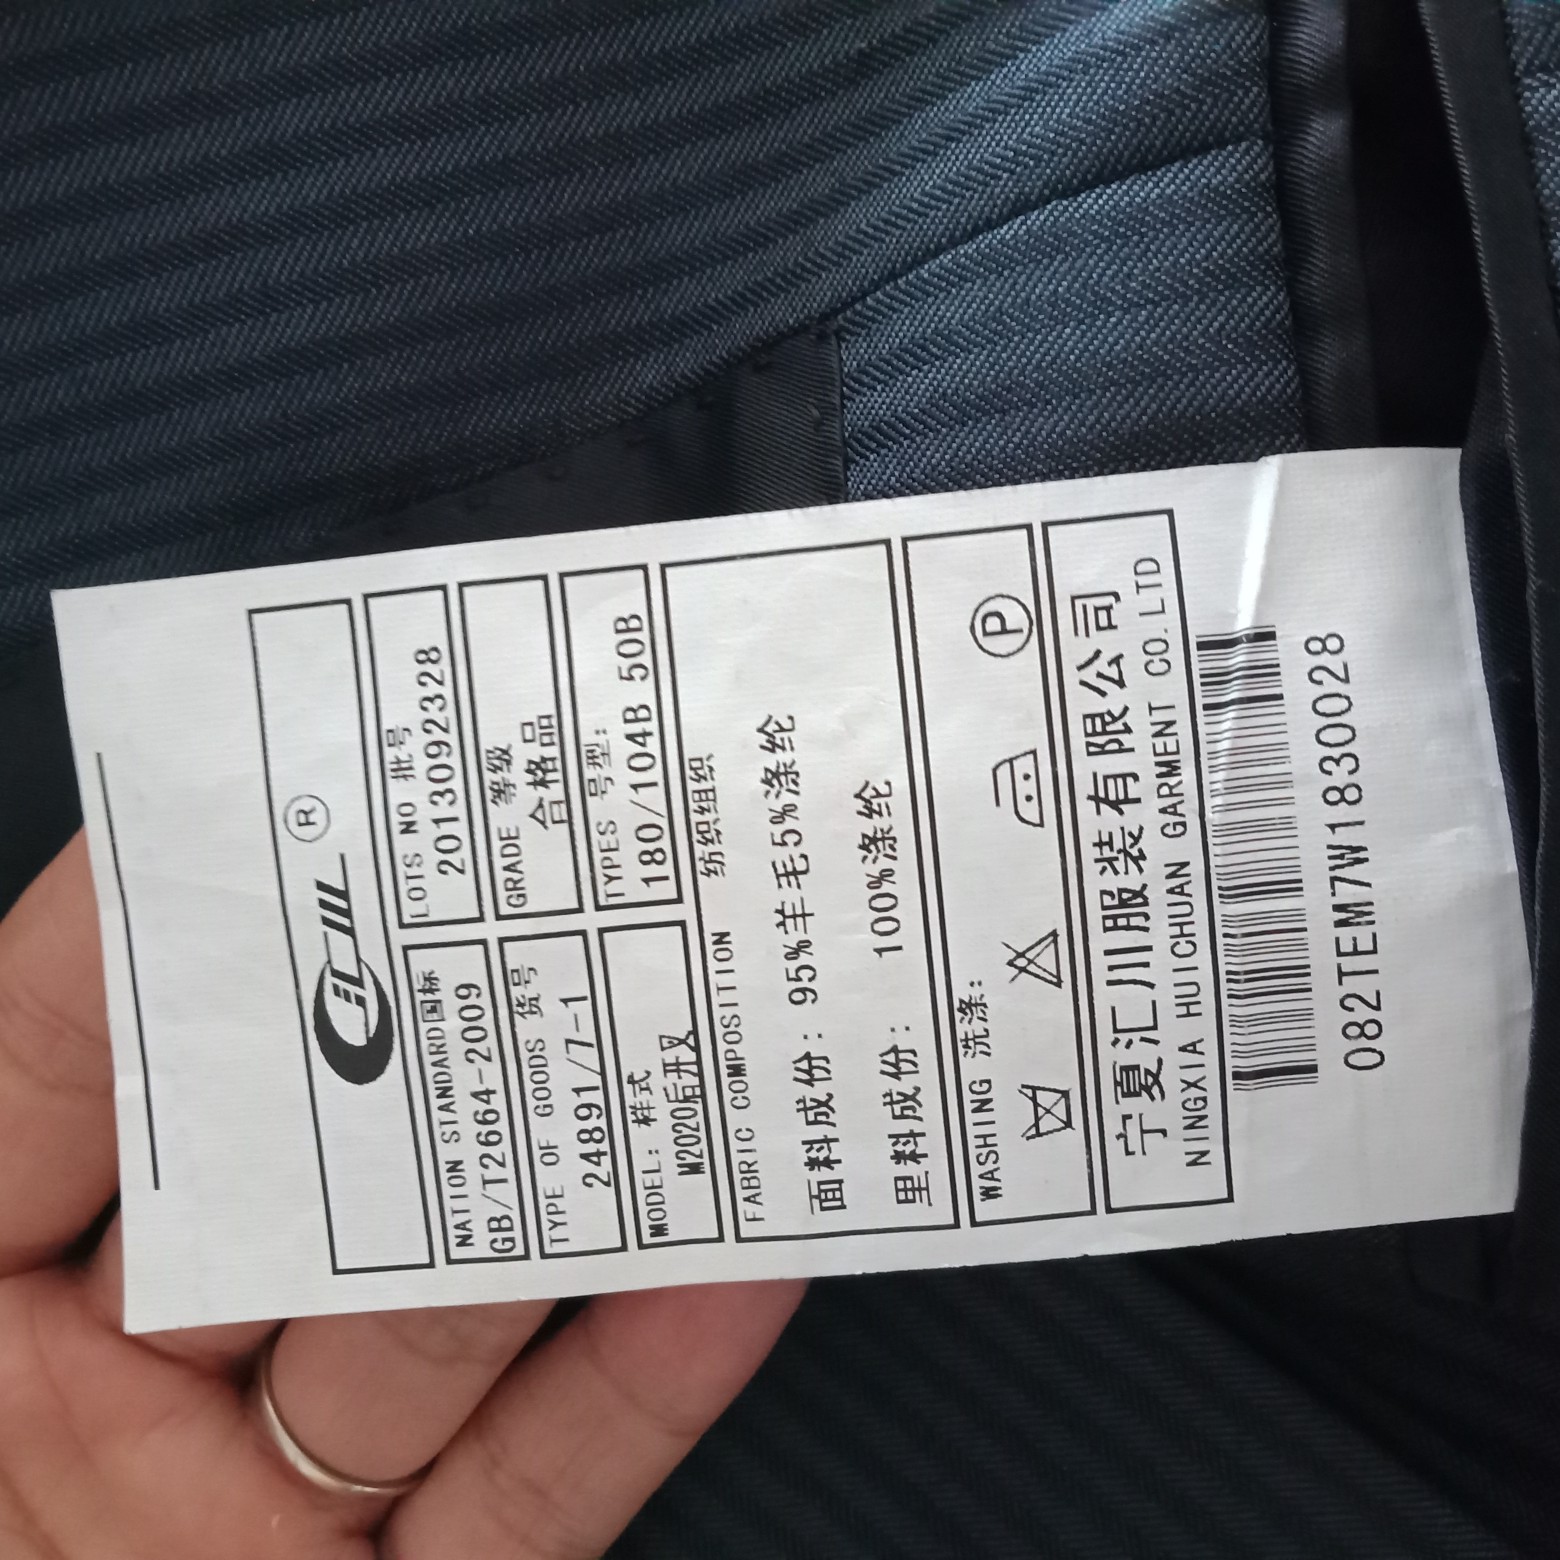 ®
NATION STANDARD国标
GB/T2664-2009
LOTS NO 批号
2013092328
TYPE OF GOODS 货号
24891/7-1
GRADE 等级
合格品
MODEL: 样式
M2020后开叉
TYPES 号型:
180/104B 50B
FABRIC COMPOSITION 纺织组织
面料成份: 95%羊毛5%涤纶
里料成份: 100%涤纶
WASHING 洗涤:
P
宁夏汇川服装有限公司
NINGXIA HUICHUAN GARMENT CO.LTD
082TEM7W1830028